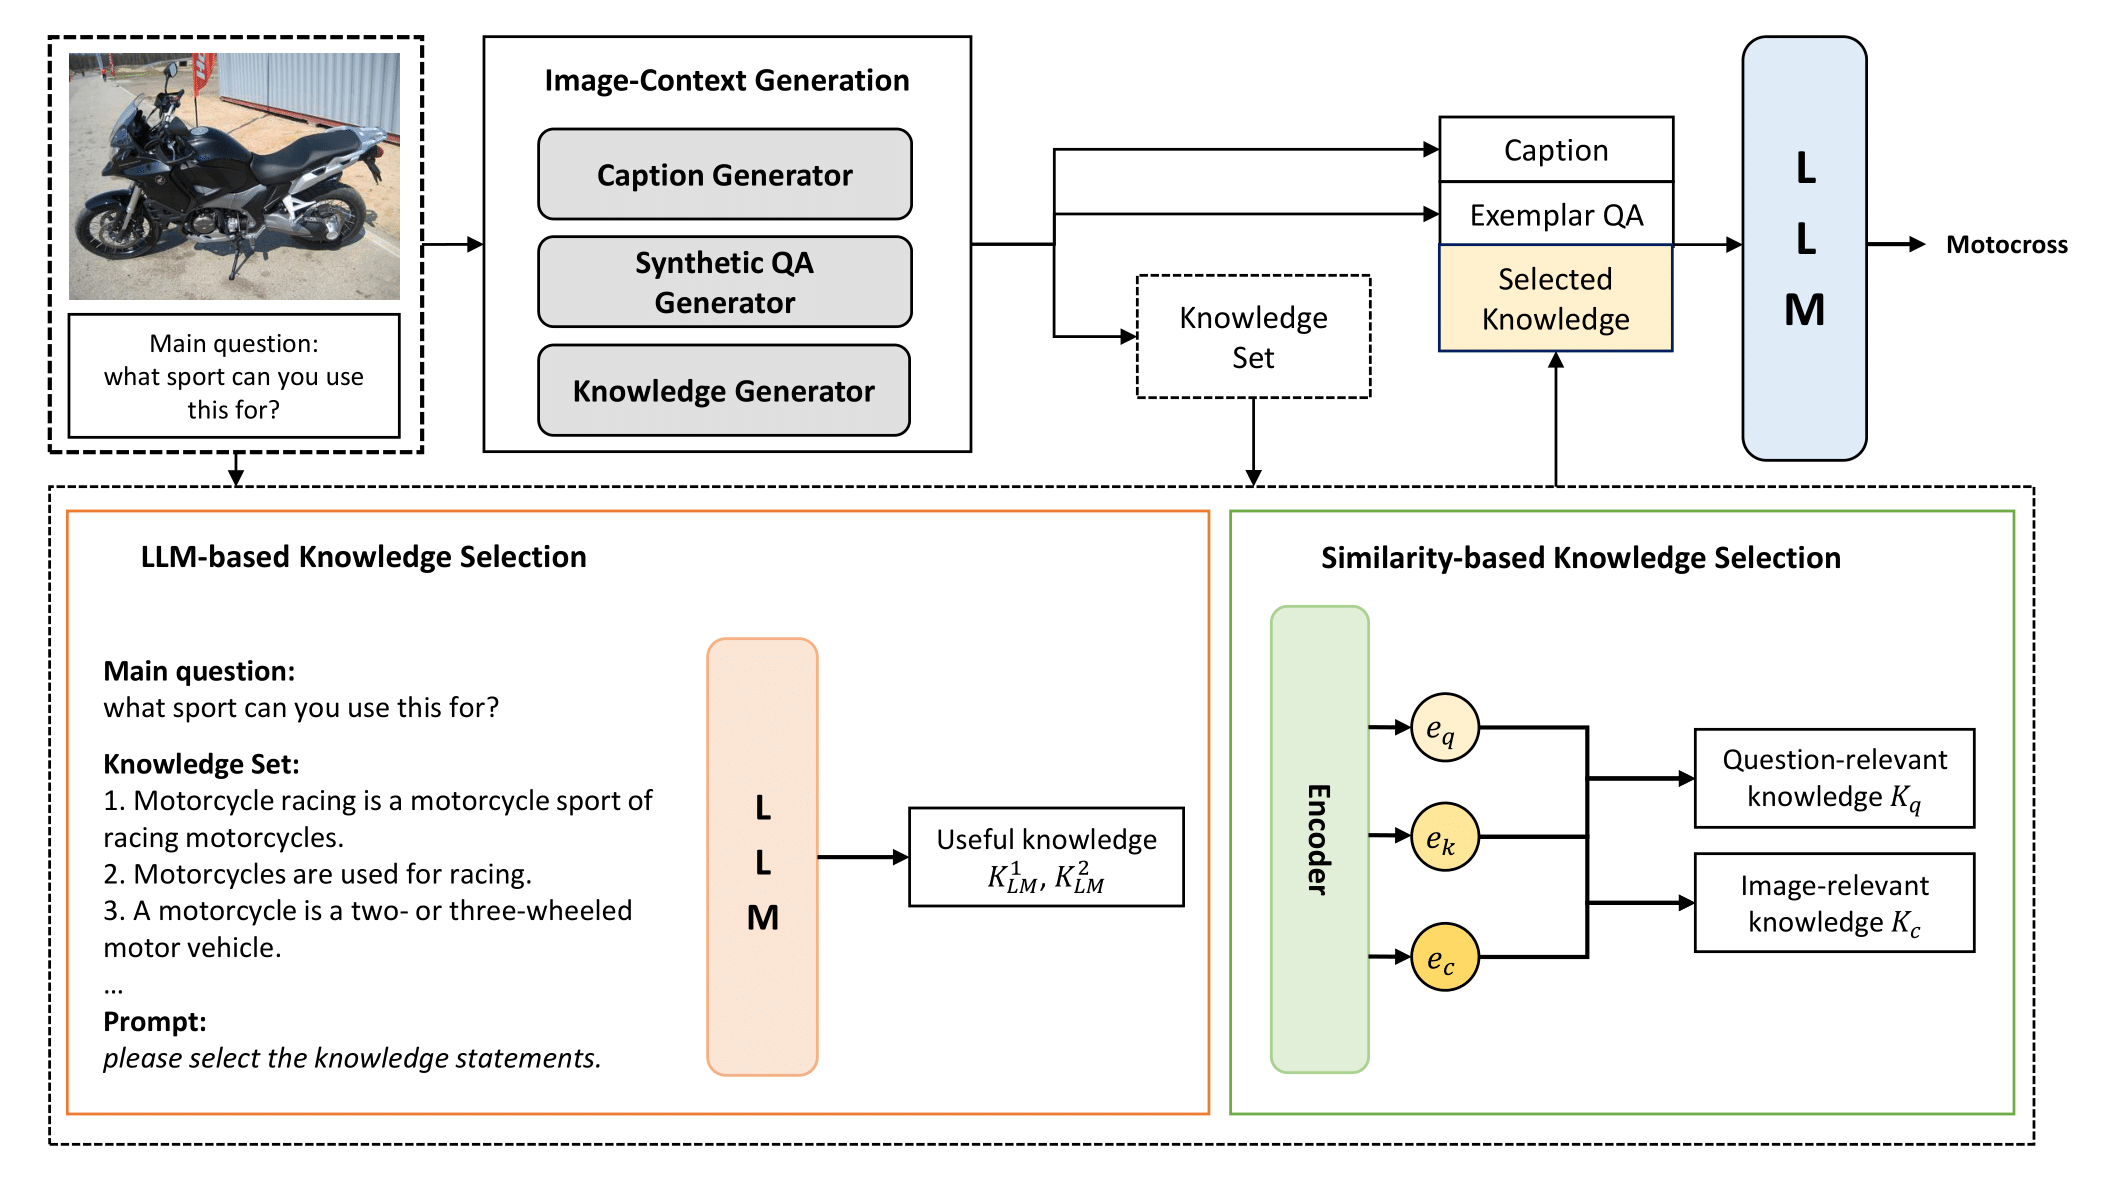 Main question:
what sport can you use
this for?
Image-Context Generation
Caption Generator
Synthetic QA
Generator
Knowledge Generator
Caption
Exemplar QA
Selected
Knowledge
Knowledge
Set
L
L
M
Motocross
LLM-based Knowledge Selection
Main question:
what sport can you use this for?
Knowledge Set:
1. Motorcycle racing is a motorcycle sport of
racing motorcycles.
2. Motorcycles are used for racing.
3. A motorcycle is a two- or three-wheeled
motor vehicle.
...
Prompt:
please select the knowledge statements.
L
L
M
Useful knowledge
$K_{LM}^{1}$, $K_{LM}^{2}$
Similarity-based Knowledge Selection
Encoder
$e_q$
$e_k$
$e_c$
Question-relevant
knowledge $K_q$
Image-relevant
knowledge $K_c$